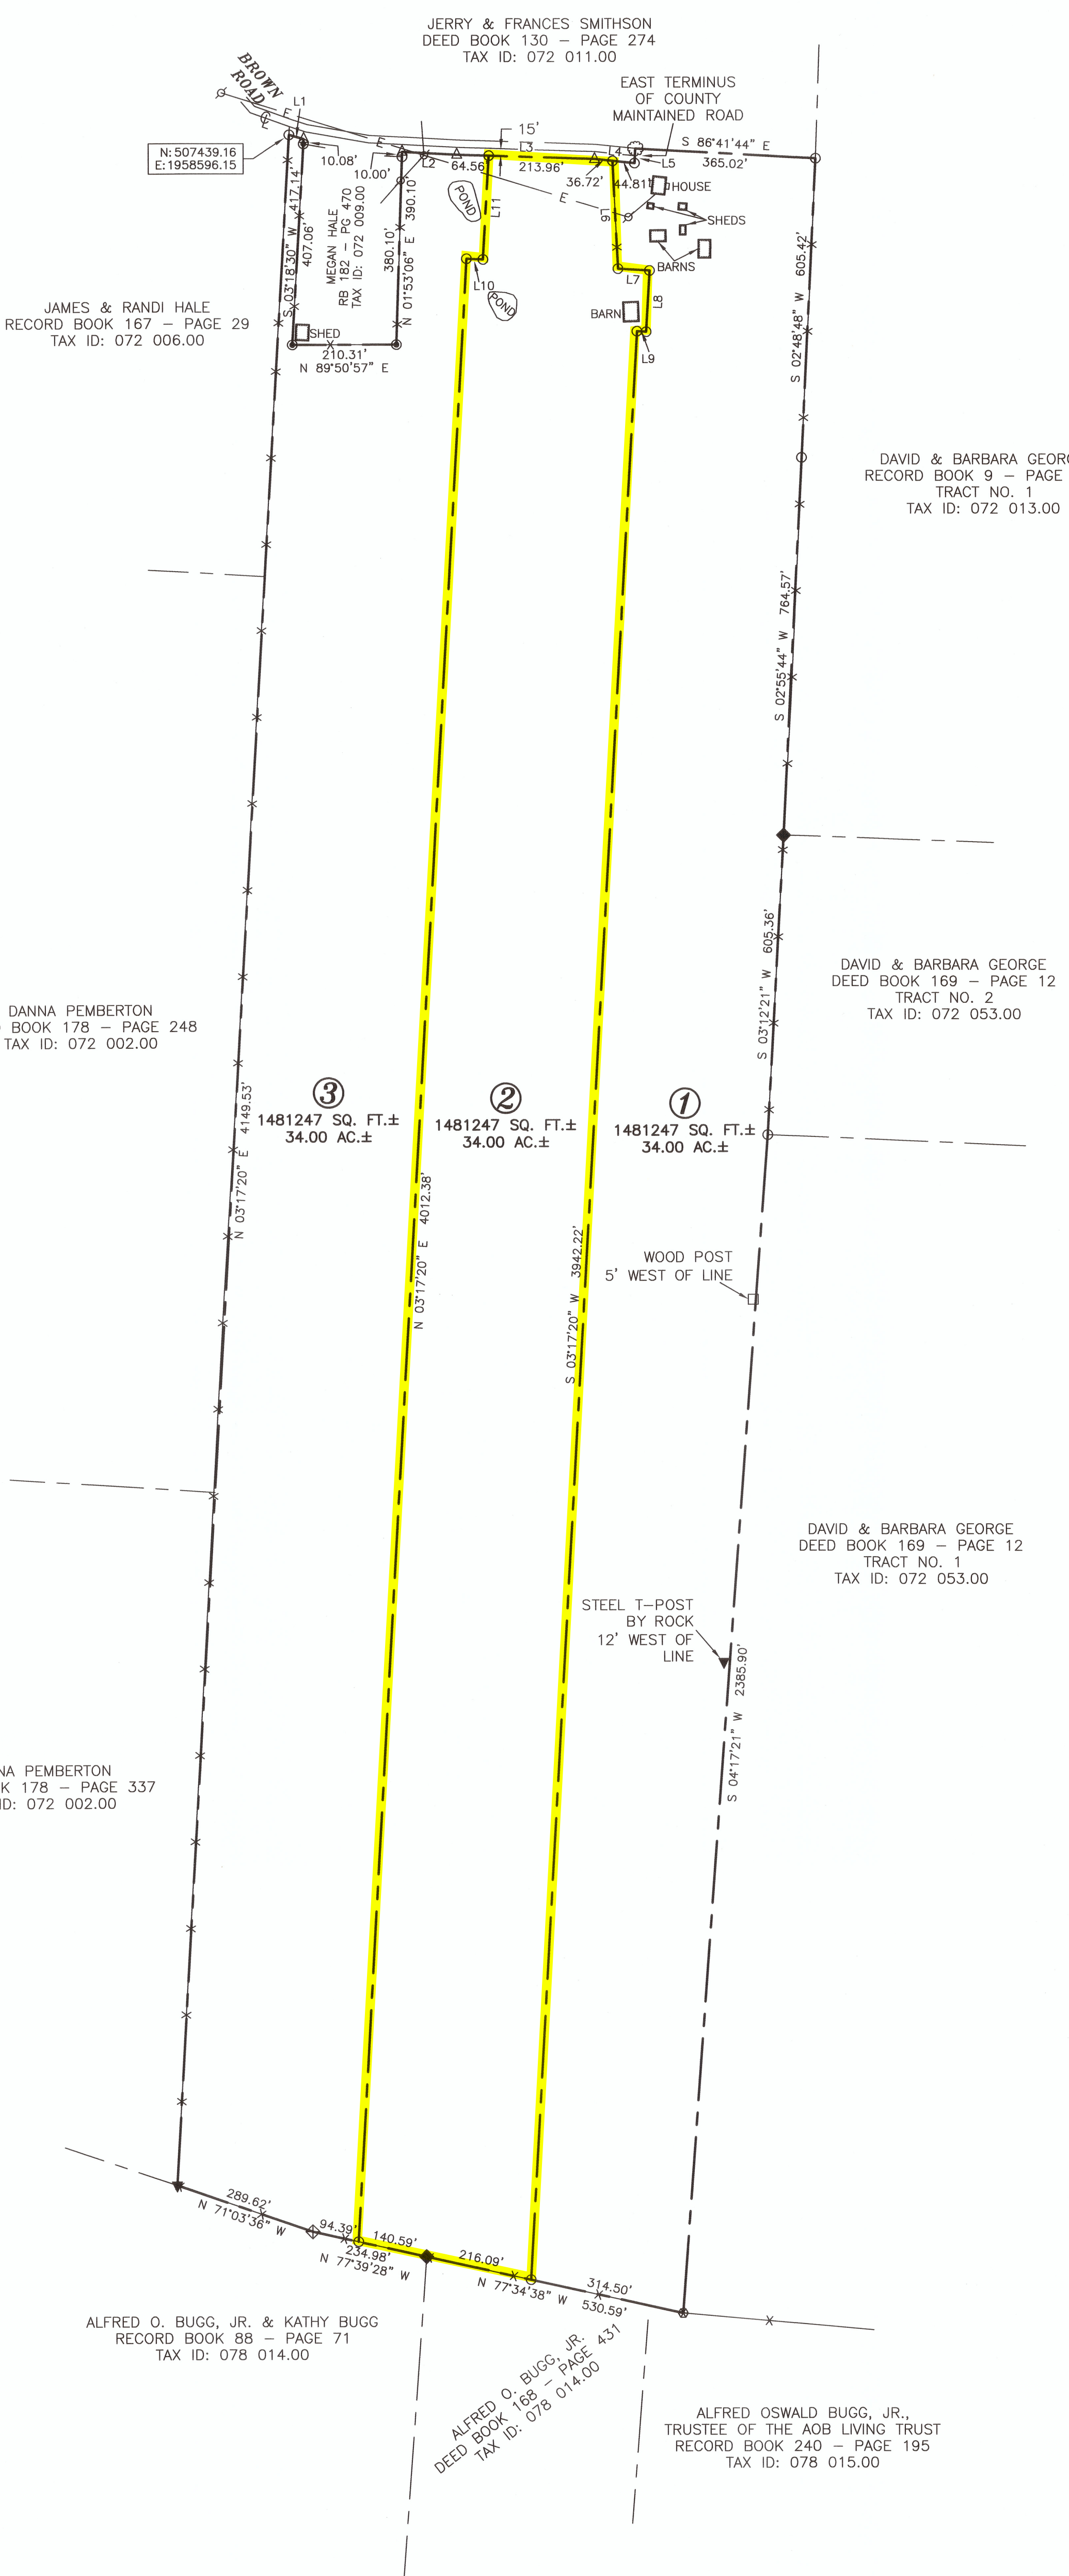 JERRY & FRANCES SMITHSON
DEED BOOK 130 – PAGE 274
TAX ID: 072 011.00
BROWN
ROAD
EAST TERMINUS
OF COUNTY
MAINTAINED ROAD
L1
E
E
15'
L3
L4
S 86°41'44" E
365.02'
L5
N: 507439.16
E:1958596.15
10.08'
10.00'
L2
64.56'
213.96'
36.72'
44.81'
HOUSE
SHEDS
BARNS
S 03°18'30" W 417.14'
407.06'
MEGAN HALE
RB 182 – PG 470
TAX ID: 072 009.00
380.10'
N 01°53'06" E 390.10'
POND
L11
E
L6
L7
L8
L10
POND
BARN
L9
S 02°48'48" W 605.42'
JAMES & RANDI HALE
RECORD BOOK 167 – PAGE 29
TAX ID: 072 006.00
SHED
210.31'
N 89°50'57" E
DAVID & BARBARA
RECORD BOOK 9 – PAGE
TRACT NO. 1
TAX ID: 072 013.00
S 02°55'44" W 764.57'
DAVID & BARBARA GEORGE
DEED BOOK 169 – PAGE 12
TRACT NO. 2
TAX ID: 072 053.00
S 03°12'21" W 605.36'
DANNA PEMBERTON
BOOK 178 – PAGE 248
TAX ID: 072 002.00
3
1481247 SQ. FT.±
34.00 AC.±
2
1481247 SQ. FT.±
34.00 AC.±
1
1481247 SQ. FT.±
34.00 AC.±
N 03°17'20" E 4149.53'
N 03°17'20" E 4012.38'
S 03°17'20" W 3942.22'
WOOD POST
5' WEST OF LINE
DAVID & BARBARA GEORGE
DEED BOOK 169 – PAGE 12
TRACT NO. 1
TAX ID: 072 053.00
STEEL T–POST
BY ROCK
12' WEST OF
LINE
S 04°17'21" W 2385.90'
NA PEMBERTON
K 178 – PAGE 337
ID: 072 002.00
289.62'
N 71°03'36" W
94.39'
140.59'
234.98'
N 77°39'28" W
216.09'
N 77°34'38" W
314.50'
530.59'
ALFRED O. BUGG, JR. & KATHY BUGG
RECORD BOOK 88 – PAGE 71
TAX ID: 078 014.00
ALFRED O. BUGG, JR.
DEED BOOK 168 – PAGE 431
TAX ID: 078 014.00
ALFRED OSWALD BUGG, JR.,
TRUSTEE OF THE AOB LIVING TRUST
RECORD BOOK 240 – PAGE 195
TAX ID: 078 015.00